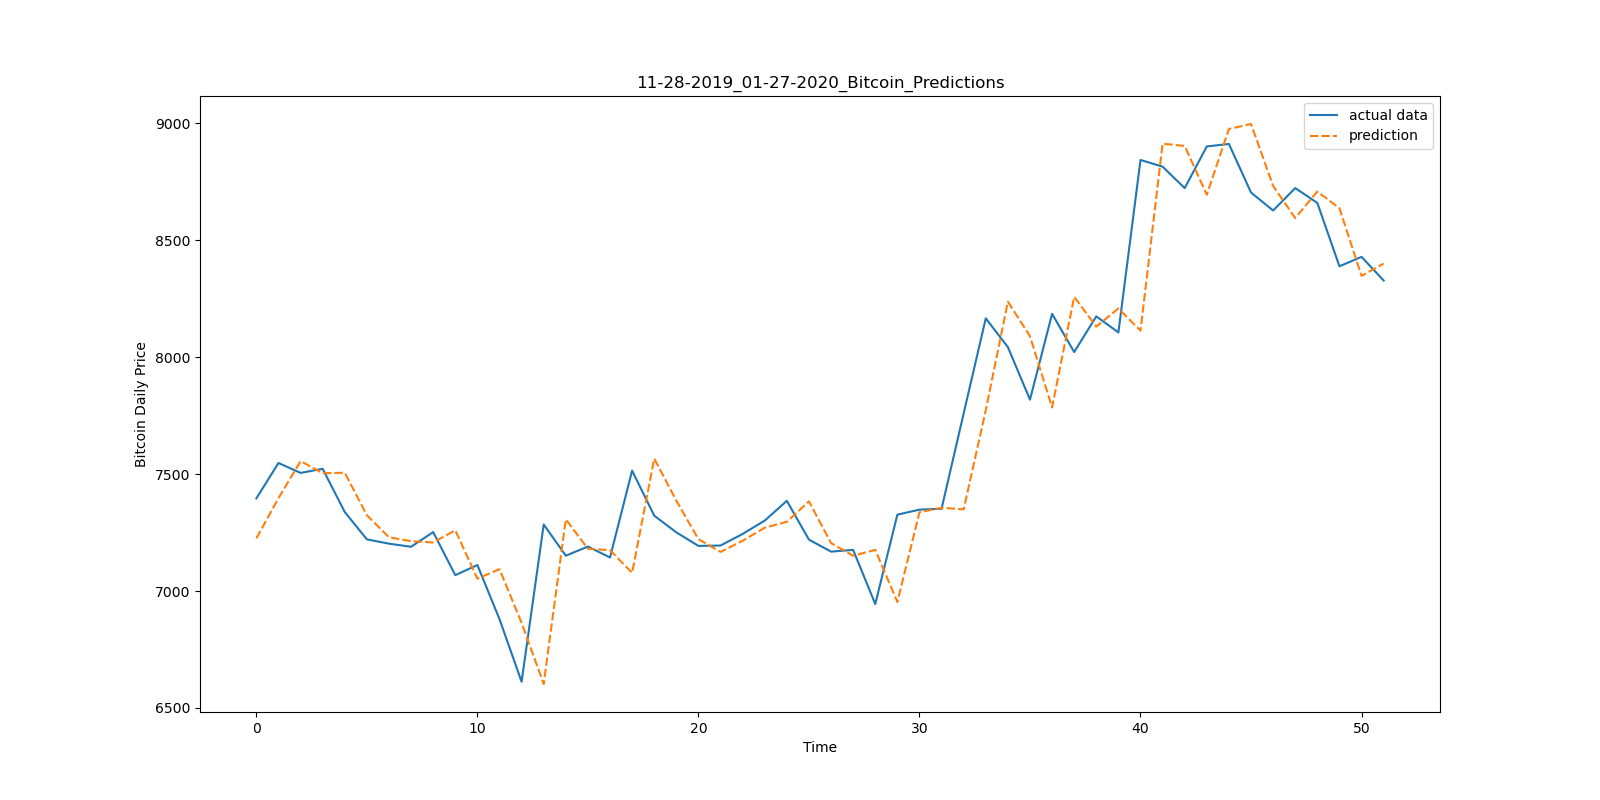 11-28-2019_01-27-2020_Bitcoin_Predictions
actual data
prediction
9000
8500
8000
7500
7000
6500
Bitcoin Daily Price
0 10 20 30 40 50
Time